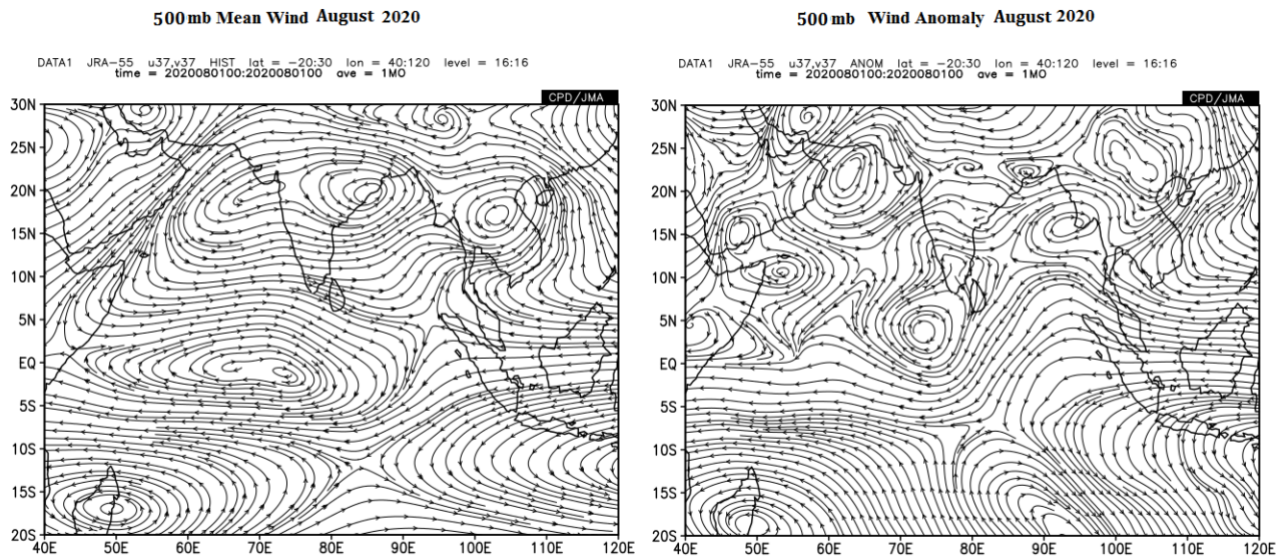 500 mb Mean Wind August 2020
DATA1 JRA-55 u37,v37 HIST lat = -20:30 lon = 40:120 level = 16:16
time = 2020080100:2020080100 ave = 1MO
CPD/JMA
30N
25N
20N
15N
10N
5N
EQ
5S
10S
15S
20S
40E 50E 60E 70E 80E 90E 100E 110E 120E
500 mb Wind Anomaly August 2020
DATA1 JRA-55 u37,v37 ANOM lat = -20:30 lon = 40:120 level = 16:16
time = 2020080100:2020080100 ave = 1MO
CPD/JMA
30N
25N
20N
15N
10N
5N
EQ
5S
10S
15S
20S
40E 50E 60E 70E 80E 90E 100E 110E 120E